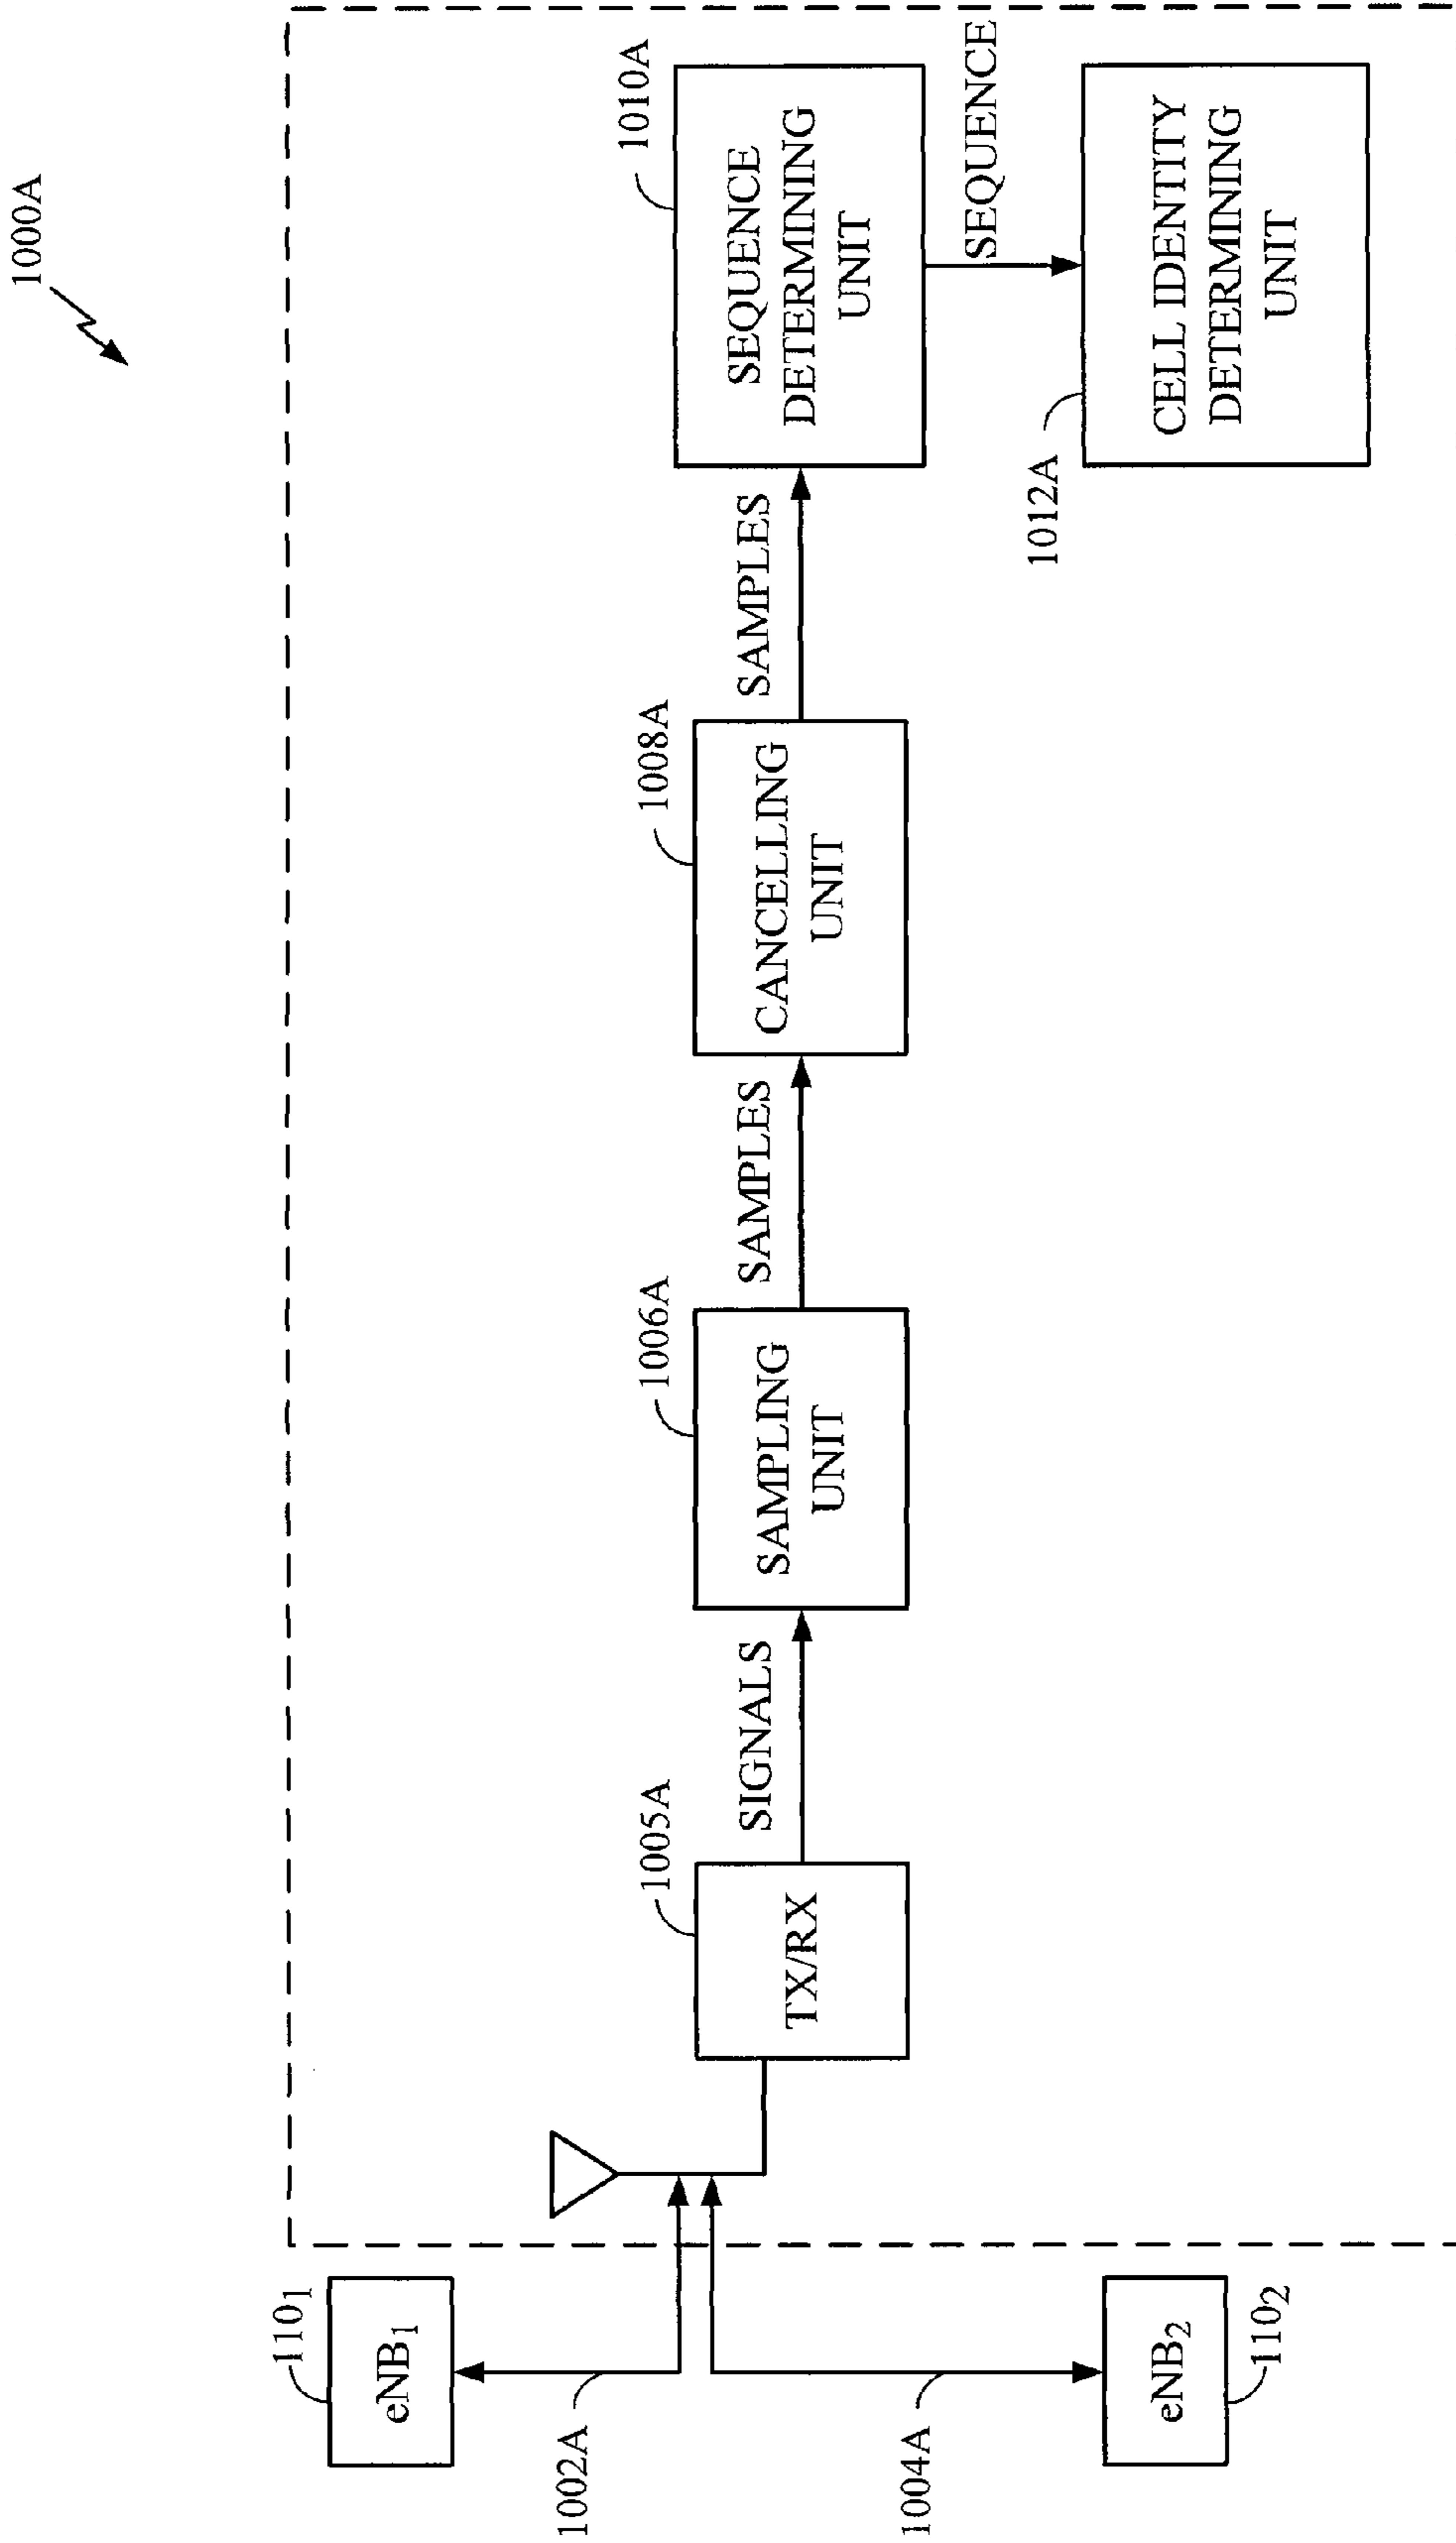 1000A
110₁
eNB₁
1002A
1004A
eNB₂
110₂
1005A
TX/RX
SIGNALS
1006A
SAMPLING
UNIT
SAMPLES
1008A
CANCELLING
UNIT
SAMPLES
1010A
SEQUENCE
DETERMINING
UNIT
SEQUENCE
1012A
CELL IDENTITY
DETERMINING
UNIT